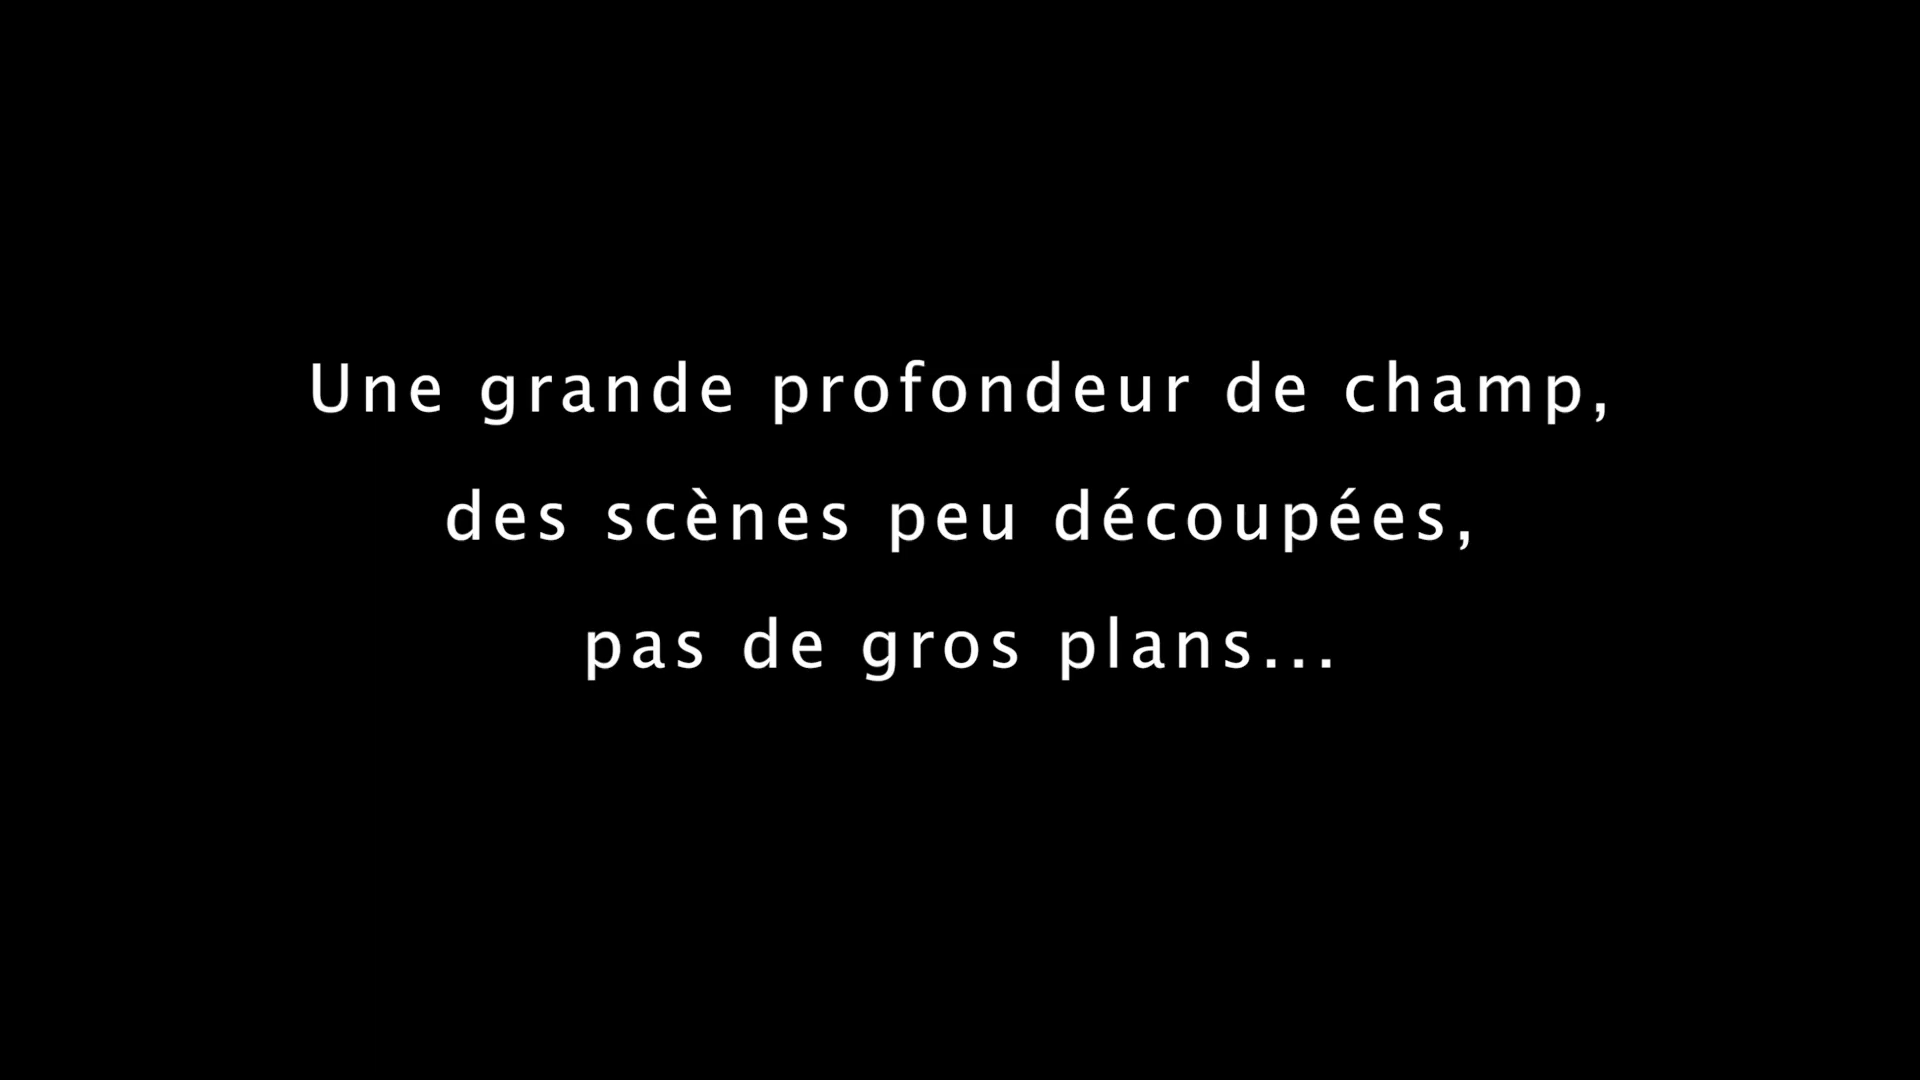 Une grande profondeur de champ,
des scènes peu découpées,
pas de gros plans...